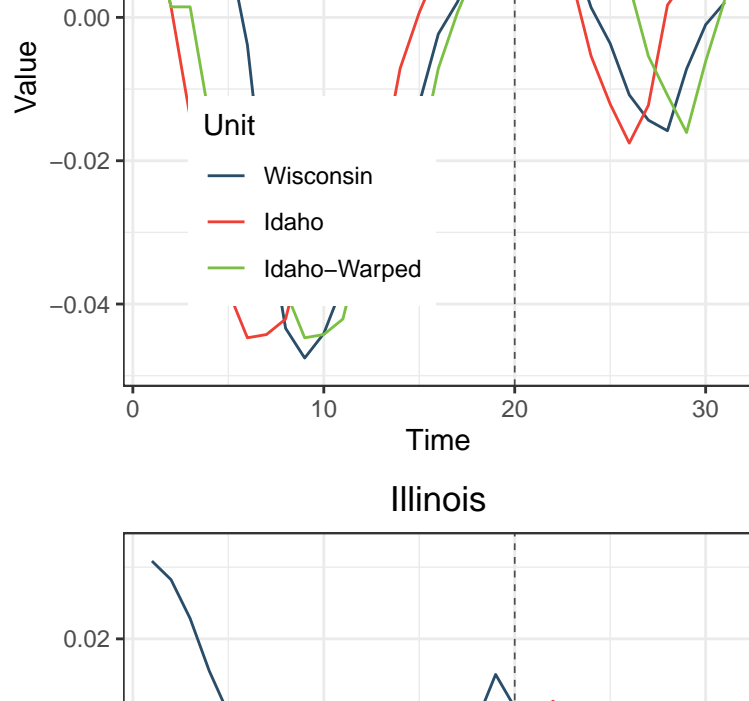 0.00
Value
Unit
−0.02
Wisconsin
Idaho
Idaho−Warped
−0.04
0 10 20 30
Time
Illinois
0.02